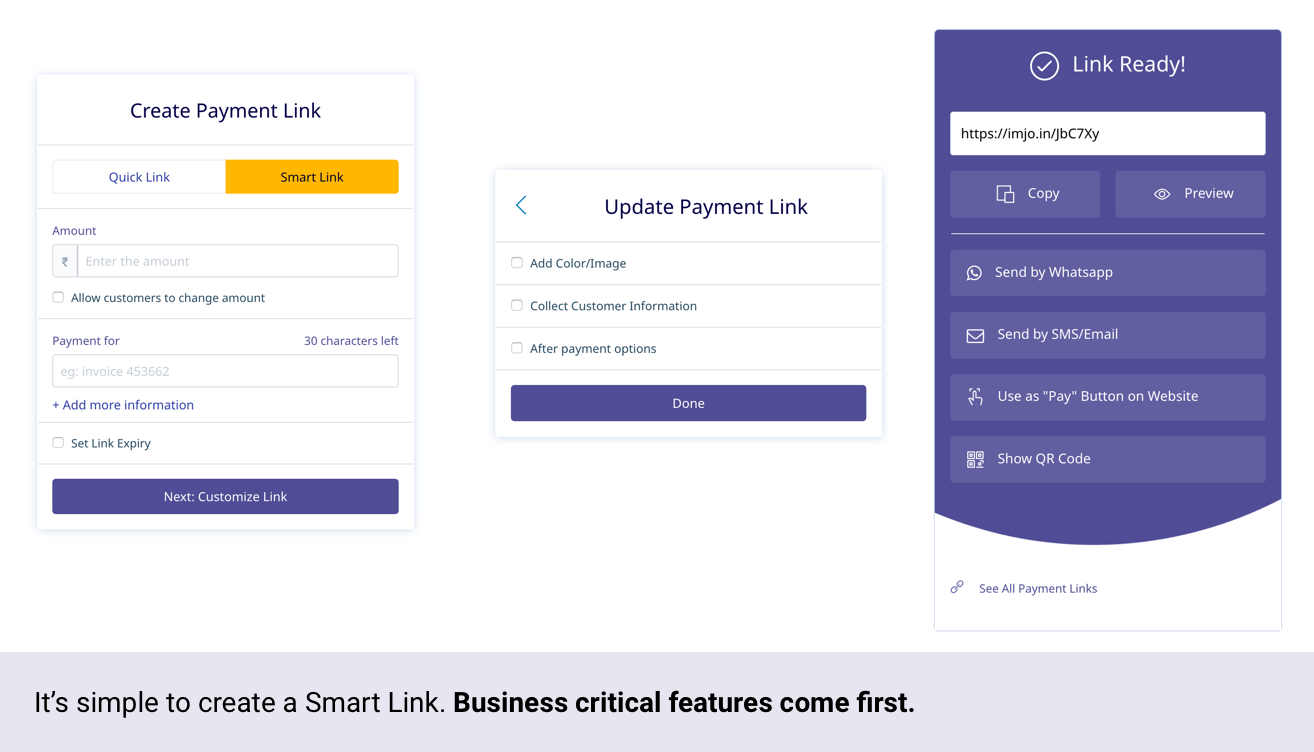 Create Payment Link
Quick Link
Smart Link
Amount
₹
Enter the amount
Allow customers to change amount
Payment for
30 characters left
eg: invoice 453662
+ Add more information
Set Link Expiry
Next: Customize Link
Update Payment Link
Add Color/Image
Collect Customer Information
After payment options
Done
Link Ready!
https://imjo.in/JbC7Xy
Copy
Preview
Send by Whatsapp
Send by SMS/Email
Use as "Pay" Button on Website
Show QR Code
See All Payment Links
It’s simple to create a Smart Link. Business critical features come first.